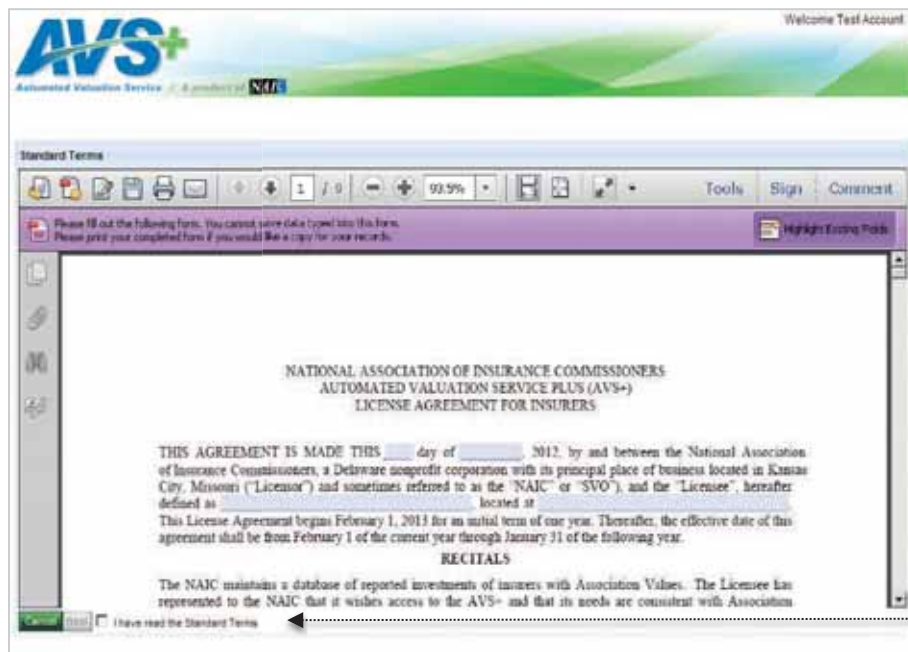 Welcome Test Account
AVS+
Automated Valuation Service // A product of NAIC
Standard Terms
1 / 9 93.5% Tools Sign Comment
Please fill out the following form. You cannot save data typed into this form.
Please print your completed form if you would like a copy for your records.
Highlight Existing Fields
NATIONAL ASSOCIATION OF INSURANCE COMMISSIONERS
AUTOMATED VALUATION SERVICE PLUS (AVS+)
LICENSE AGREEMENT FOR INSURERS
THIS AGREEMENT IS MADE THIS day of , 2012, by and between the National Association
of Insurance Commissioners, a Delaware nonprofit corporation with its principal place of business located in Kansas
City, Missouri ("Licensor") and sometimes referred to as the "NAIC" or "SVO"), and the "Licensee", hereafter
defined as , located at
This License Agreement begins February 1, 2013 for an initial term of one year. Thereafter, the effective date of this
agreement shall be from February 1 of the current year through January 31 of the following year.
RECITALS
The NAIC maintains a database of reported investments of insurers with Association Values. The Licensee has
represented to the NAIC that it wishes access to the AVS+ and that its needs are consistent with Association
Cancel I have read the Standard Terms